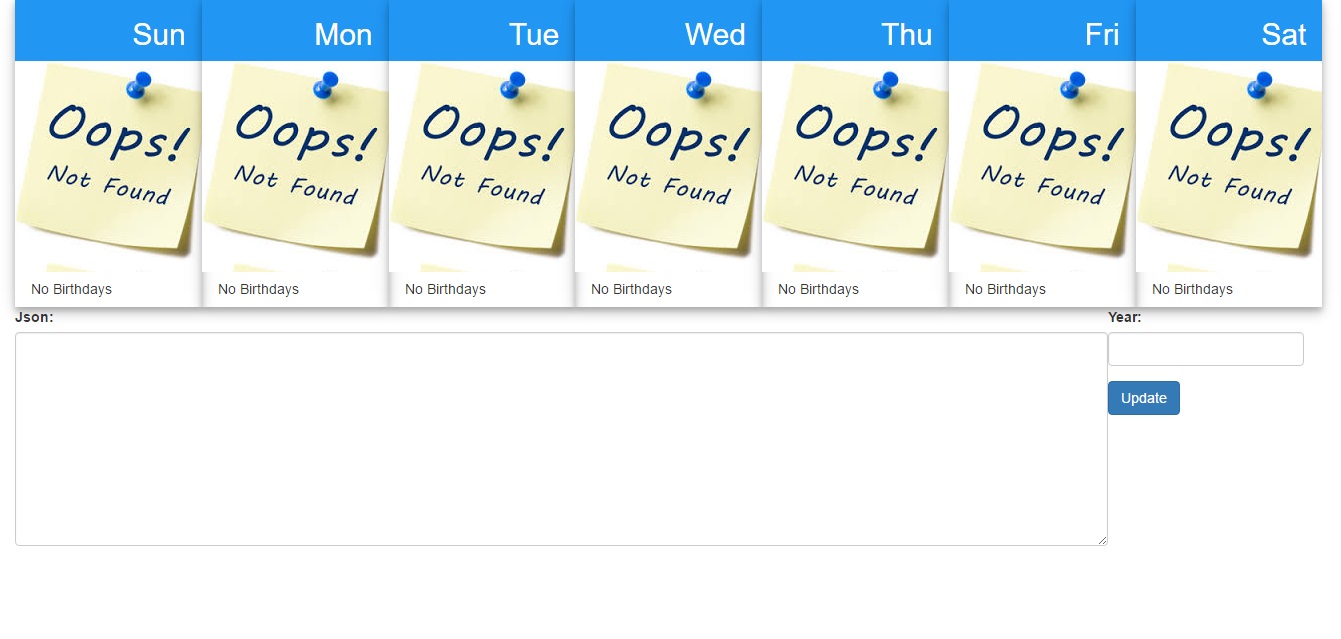 Sun Mon Tue Wed Thu Fri Sat
Oops! Oops! Oops! Oops! Oops! Oops! Oops!
Not Found Not Found Not Found Not Found Not Found Not Found Not Found
No Birthdays No Birthdays No Birthdays No Birthdays No Birthdays No Birthdays No Birthdays
Json: Year:
Update